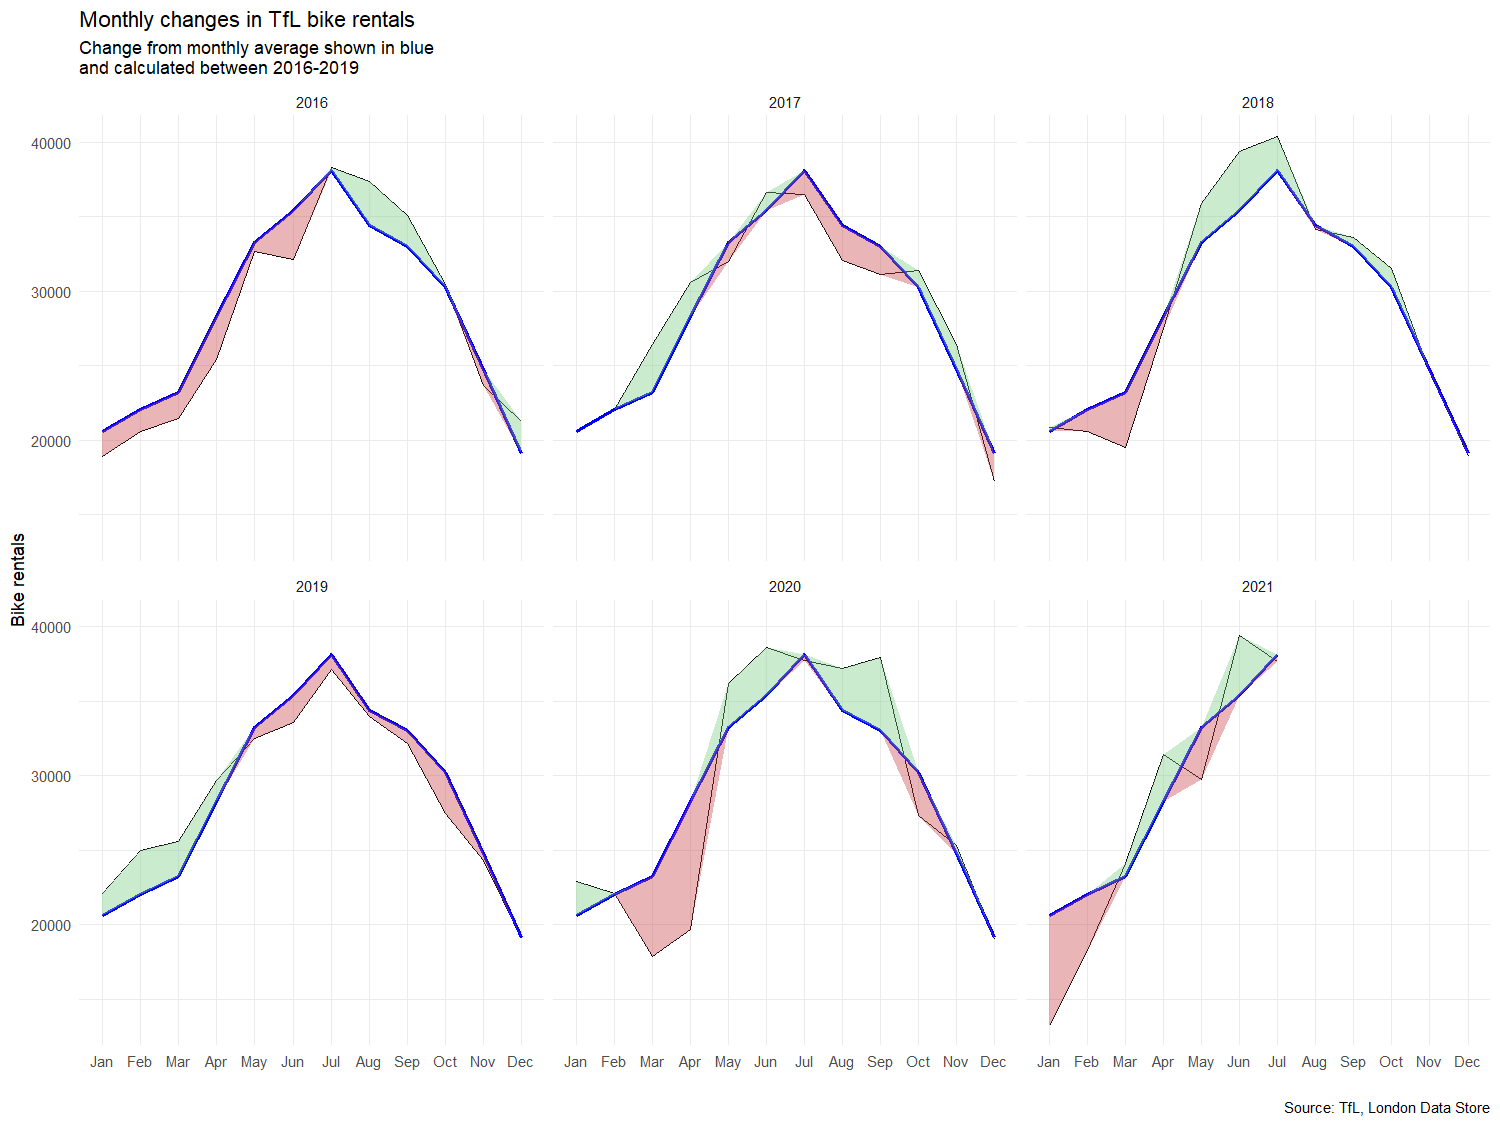 Monthly changes in TfL bike rentals
Change from monthly average shown in blue
and calculated between 2016-2019
2016
2017
2018
40000
30000
20000
Bike rentals
2019
2020
2021
40000
30000
20000
Jan Feb Mar Apr May Jun Jul Aug Sep Oct Nov Dec
Jan Feb Mar Apr May Jun Jul Aug Sep Oct Nov Dec
Jan Feb Mar Apr May Jun Jul Aug Sep Oct Nov Dec
Source: TfL, London Data Store